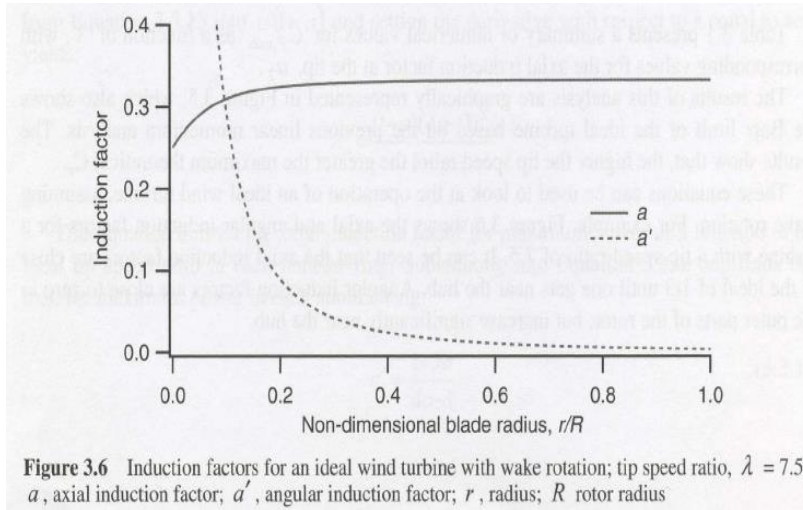 0.4
0.3
0.2
0.1
0.0
Induction factor
a
a′
0.0 0.2 0.4 0.6 0.8 1.0
Non-dimensional blade radius, r/R
Figure 3.6 Induction factors for an ideal wind turbine with wake rotation; tip speed ratio, λ = 7.5
a, axial induction factor; a′, angular induction factor; r, radius; R rotor radius